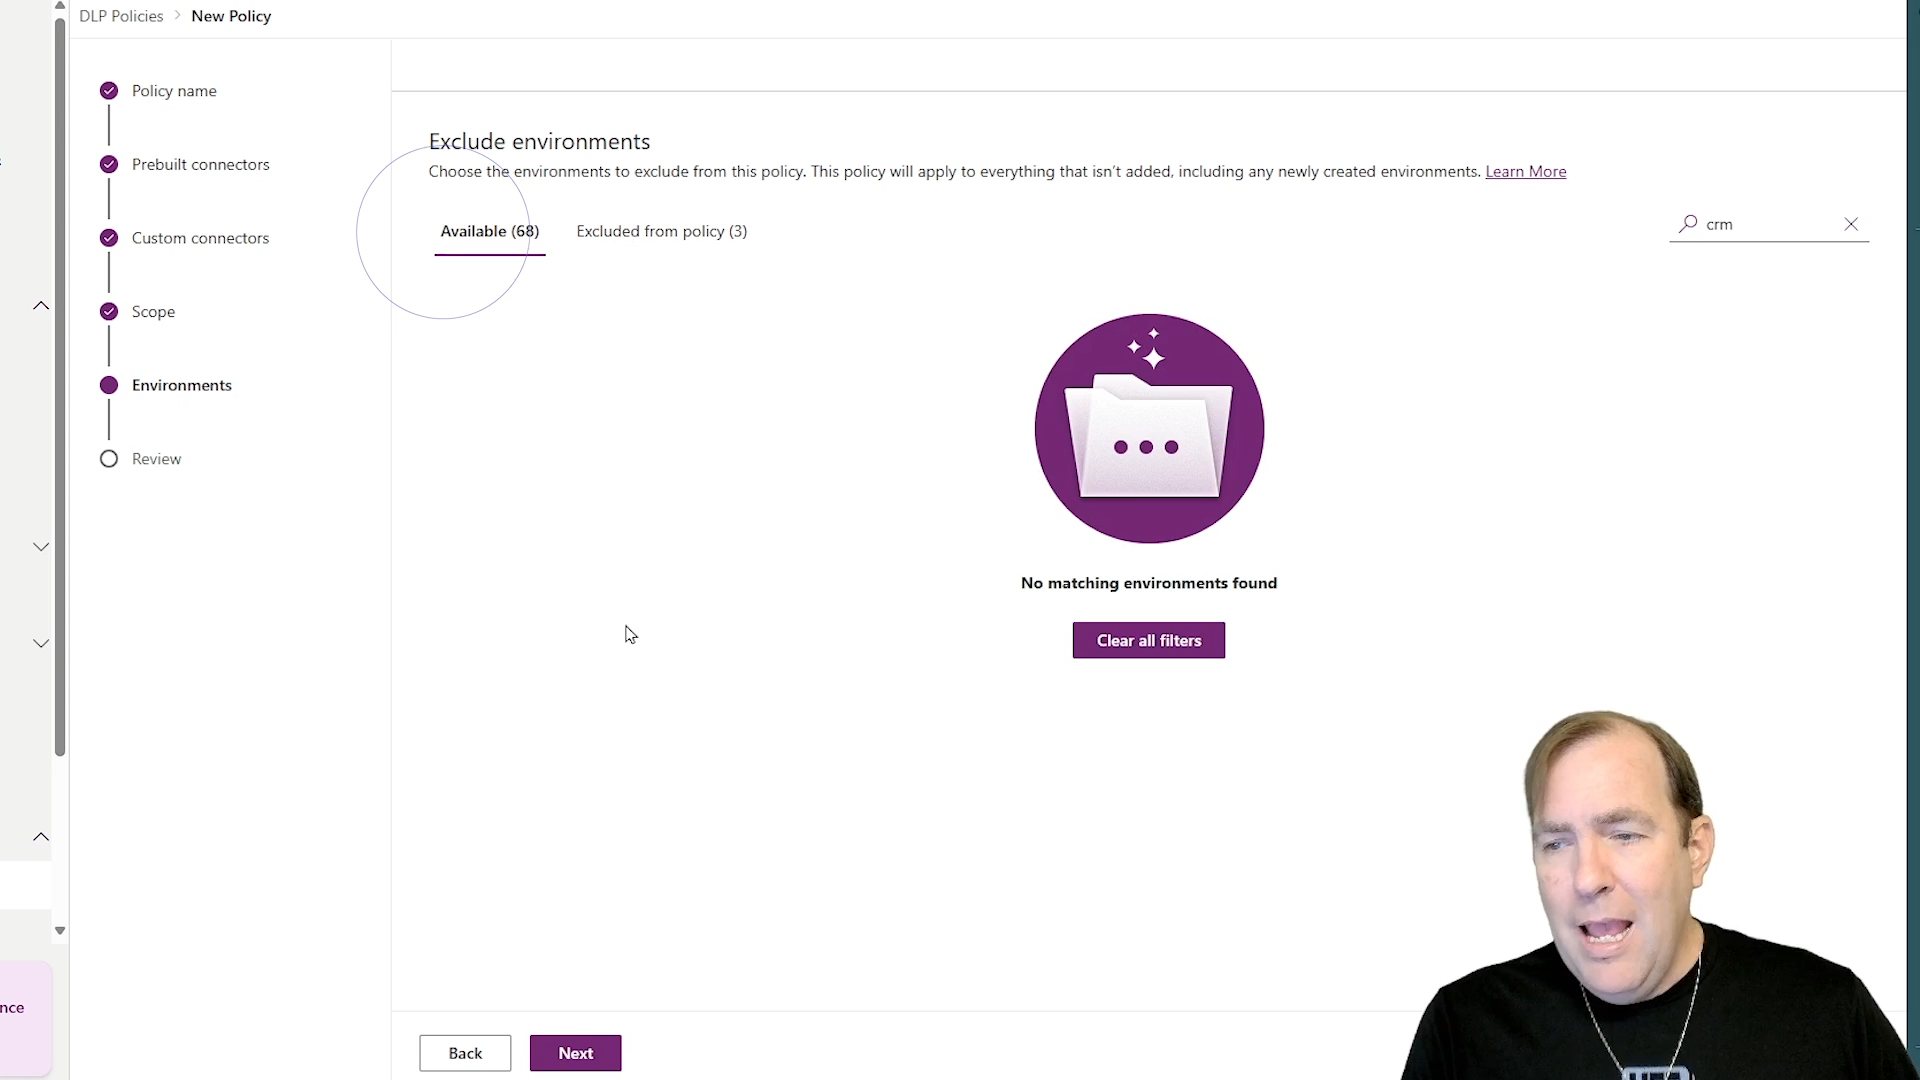 DLP Policies > New Policy
Policy name
Prebuilt connectors
Custom connectors
Scope
Environments
Review
Exclude environments
Choose the environments to exclude from this policy. This policy will apply to everything that isn't added, including any newly created environments. Learn More
Available (68)
Excluded from policy (3)
crm
No matching environments found
Clear all filters
Back
Next
nce